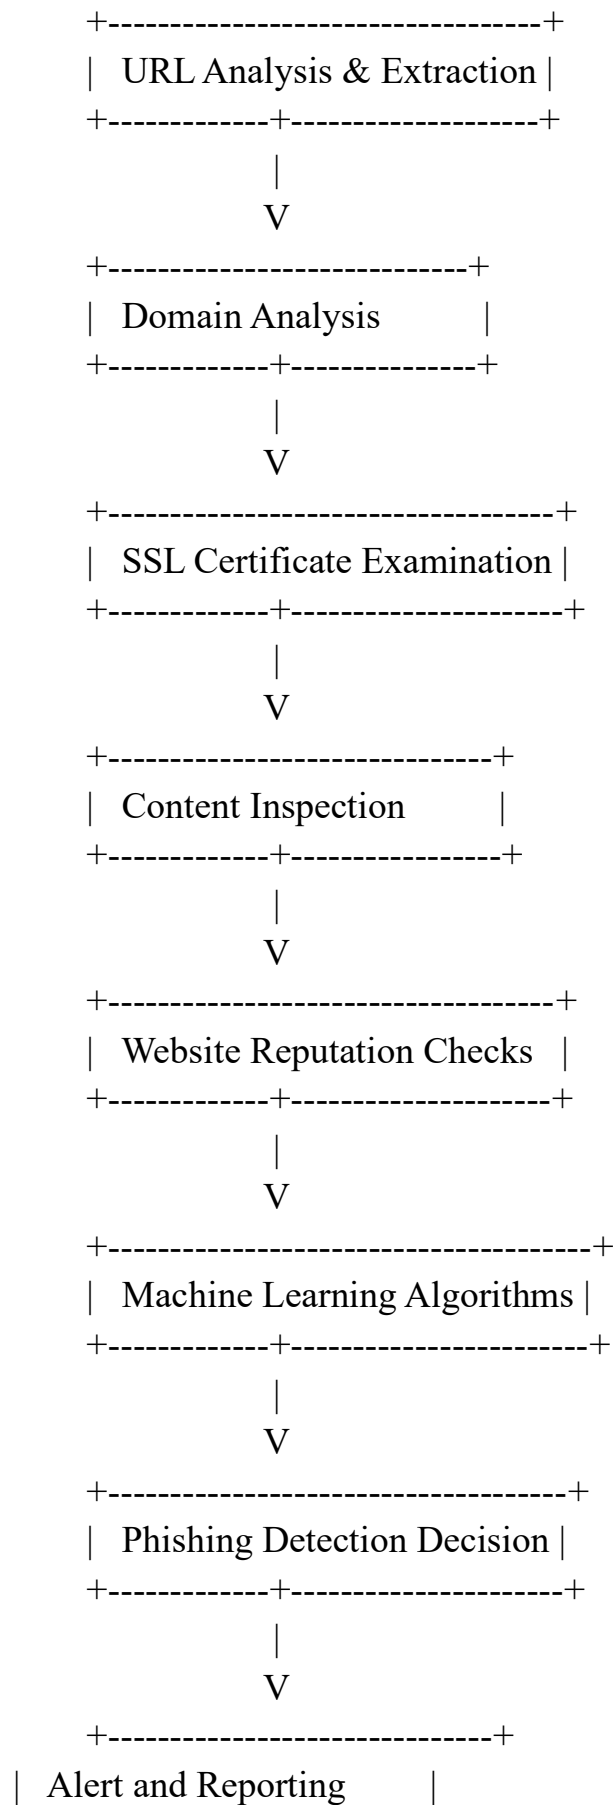 +-----------------------------------+
| URL Analysis & Extraction |
+-------------+--------------------+
|
V
+-----------------------------+
| Domain Analysis |
+-------------+---------------+
|
V
+------------------------------------+
| SSL Certificate Examination |
+-------------+----------------------+
|
V
+-------------------------------+
| Content Inspection |
+-------------+-----------------+
|
V
+------------------------------------+
| Website Reputation Checks |
+-------------+---------------------+
|
V
+---------------------------------------+
| Machine Learning Algorithms |
+-------------+------------------------+
|
V
+-------------------------------------+
| Phishing Detection Decision |
+-------------+----------------------+
|
V
+-------------------------------+
| Alert and Reporting |